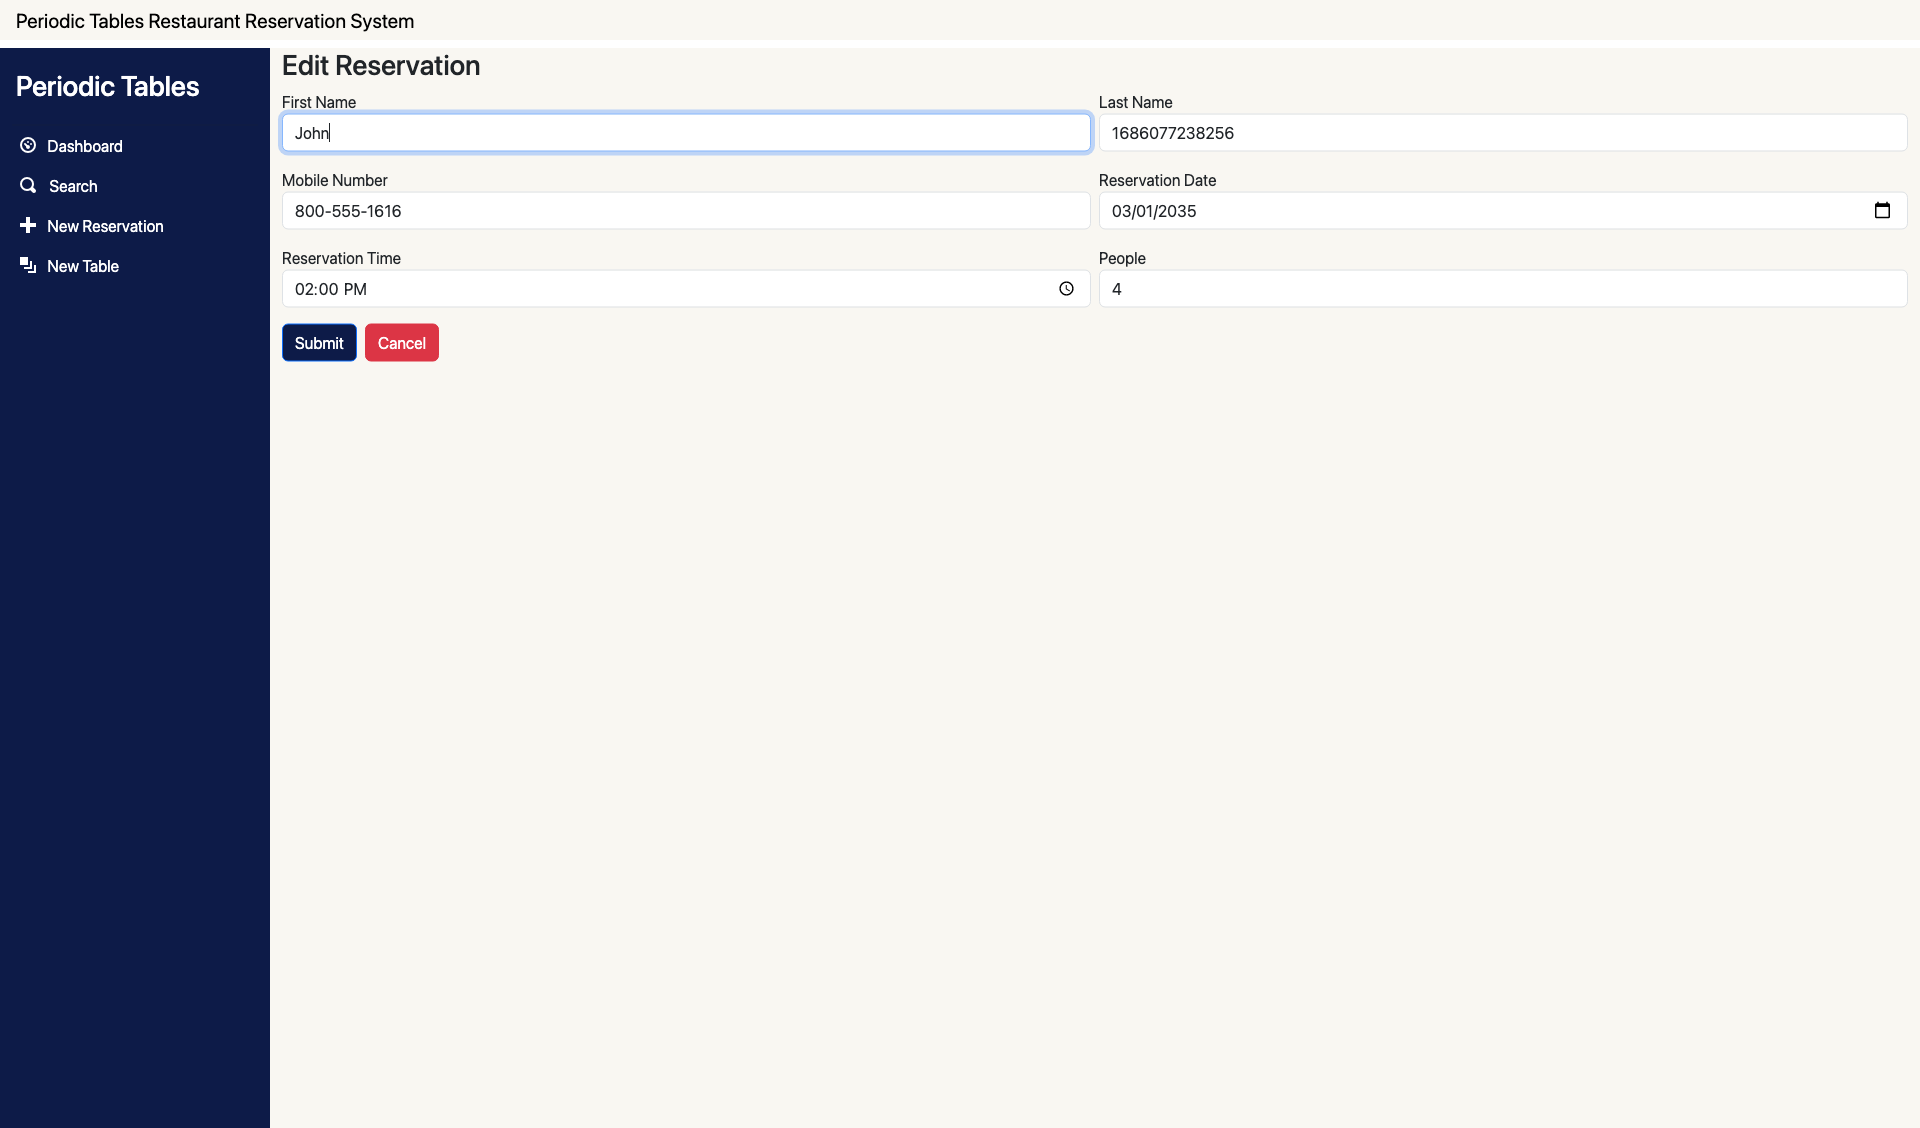 Periodic Tables Restaurant Reservation System
Periodic Tables
Dashboard
Search
New Reservation
New Table
Edit Reservation
First Name
John
Last Name
1686077238256
Mobile Number
800-555-1616
Reservation Date
03/01/2035
Reservation Time
02:00 PM
People
4
Submit
Cancel